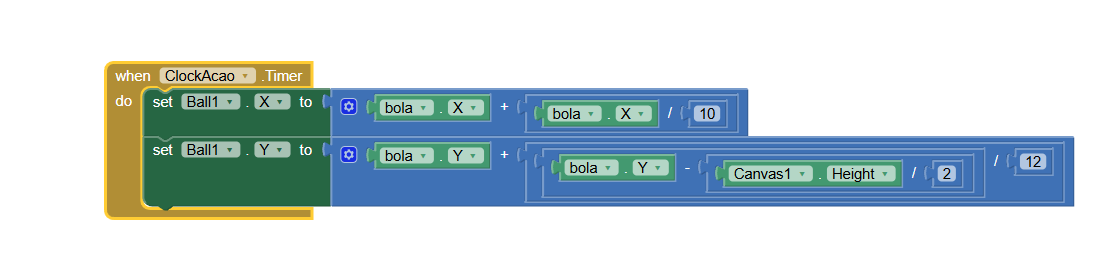 when ClockAcao .Timer
do set Ball1 . X to bola . X + bola . X / 10
set Ball1 . Y to bola . Y + bola . Y - Canvas1 . Height / 2 / 12